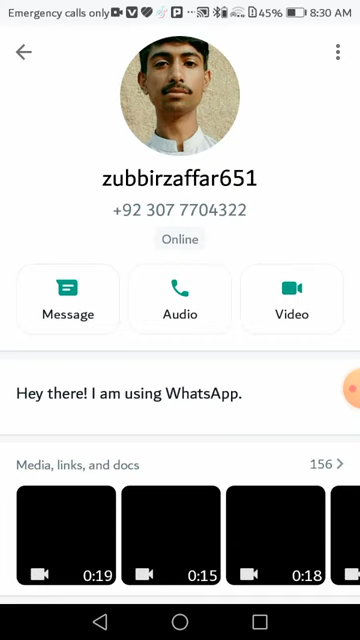 Emergency calls only 45% 8:30 AM
zubbirzaffar651
+92 307 7704322
Online
Message Audio Video
Hey there! I am using WhatsApp.
Media, links, and docs 156
0:19 0:15 0:18